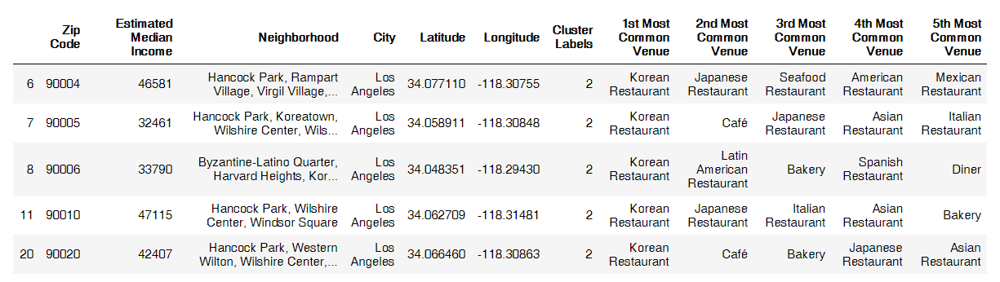 Zip Code Estimated Median Income Neighborhood City Latitude Longitude Cluster Labels 1st Most Common Venue 2nd Most Common Venue 3rd Most Common Venue 4th Most Common Venue 5th Most Common Venue
6 90004 46581 Hancock Park, Rampart Village, Virgil Village,... Los Angeles 34.077110 -118.30755 2 Korean Restaurant Japanese Restaurant Seafood Restaurant American Restaurant Mexican Restaurant
7 90005 32461 Hancock Park, Koreatown, Wilshire Center, Wils... Los Angeles 34.058911 -118.30848 2 Korean Restaurant Café Japanese Restaurant Asian Restaurant Italian Restaurant
8 90006 33790 Byzantine-Latino Quarter, Harvard Heights, Kor... Los Angeles 34.048351 -118.29430 2 Korean Restaurant Latin American Restaurant Bakery Spanish Restaurant Diner
11 90010 47115 Hancock Park, Wilshire Center, Windsor Square Los Angeles 34.062709 -118.31481 2 Korean Restaurant Japanese Restaurant Italian Restaurant Asian Restaurant Bakery
20 90020 42407 Hancock Park, Western Wilton, Wilshire Center,... Los Angeles 34.066460 -118.30863 2 Korean Restaurant Café Bakery Japanese Restaurant Asian Restaurant